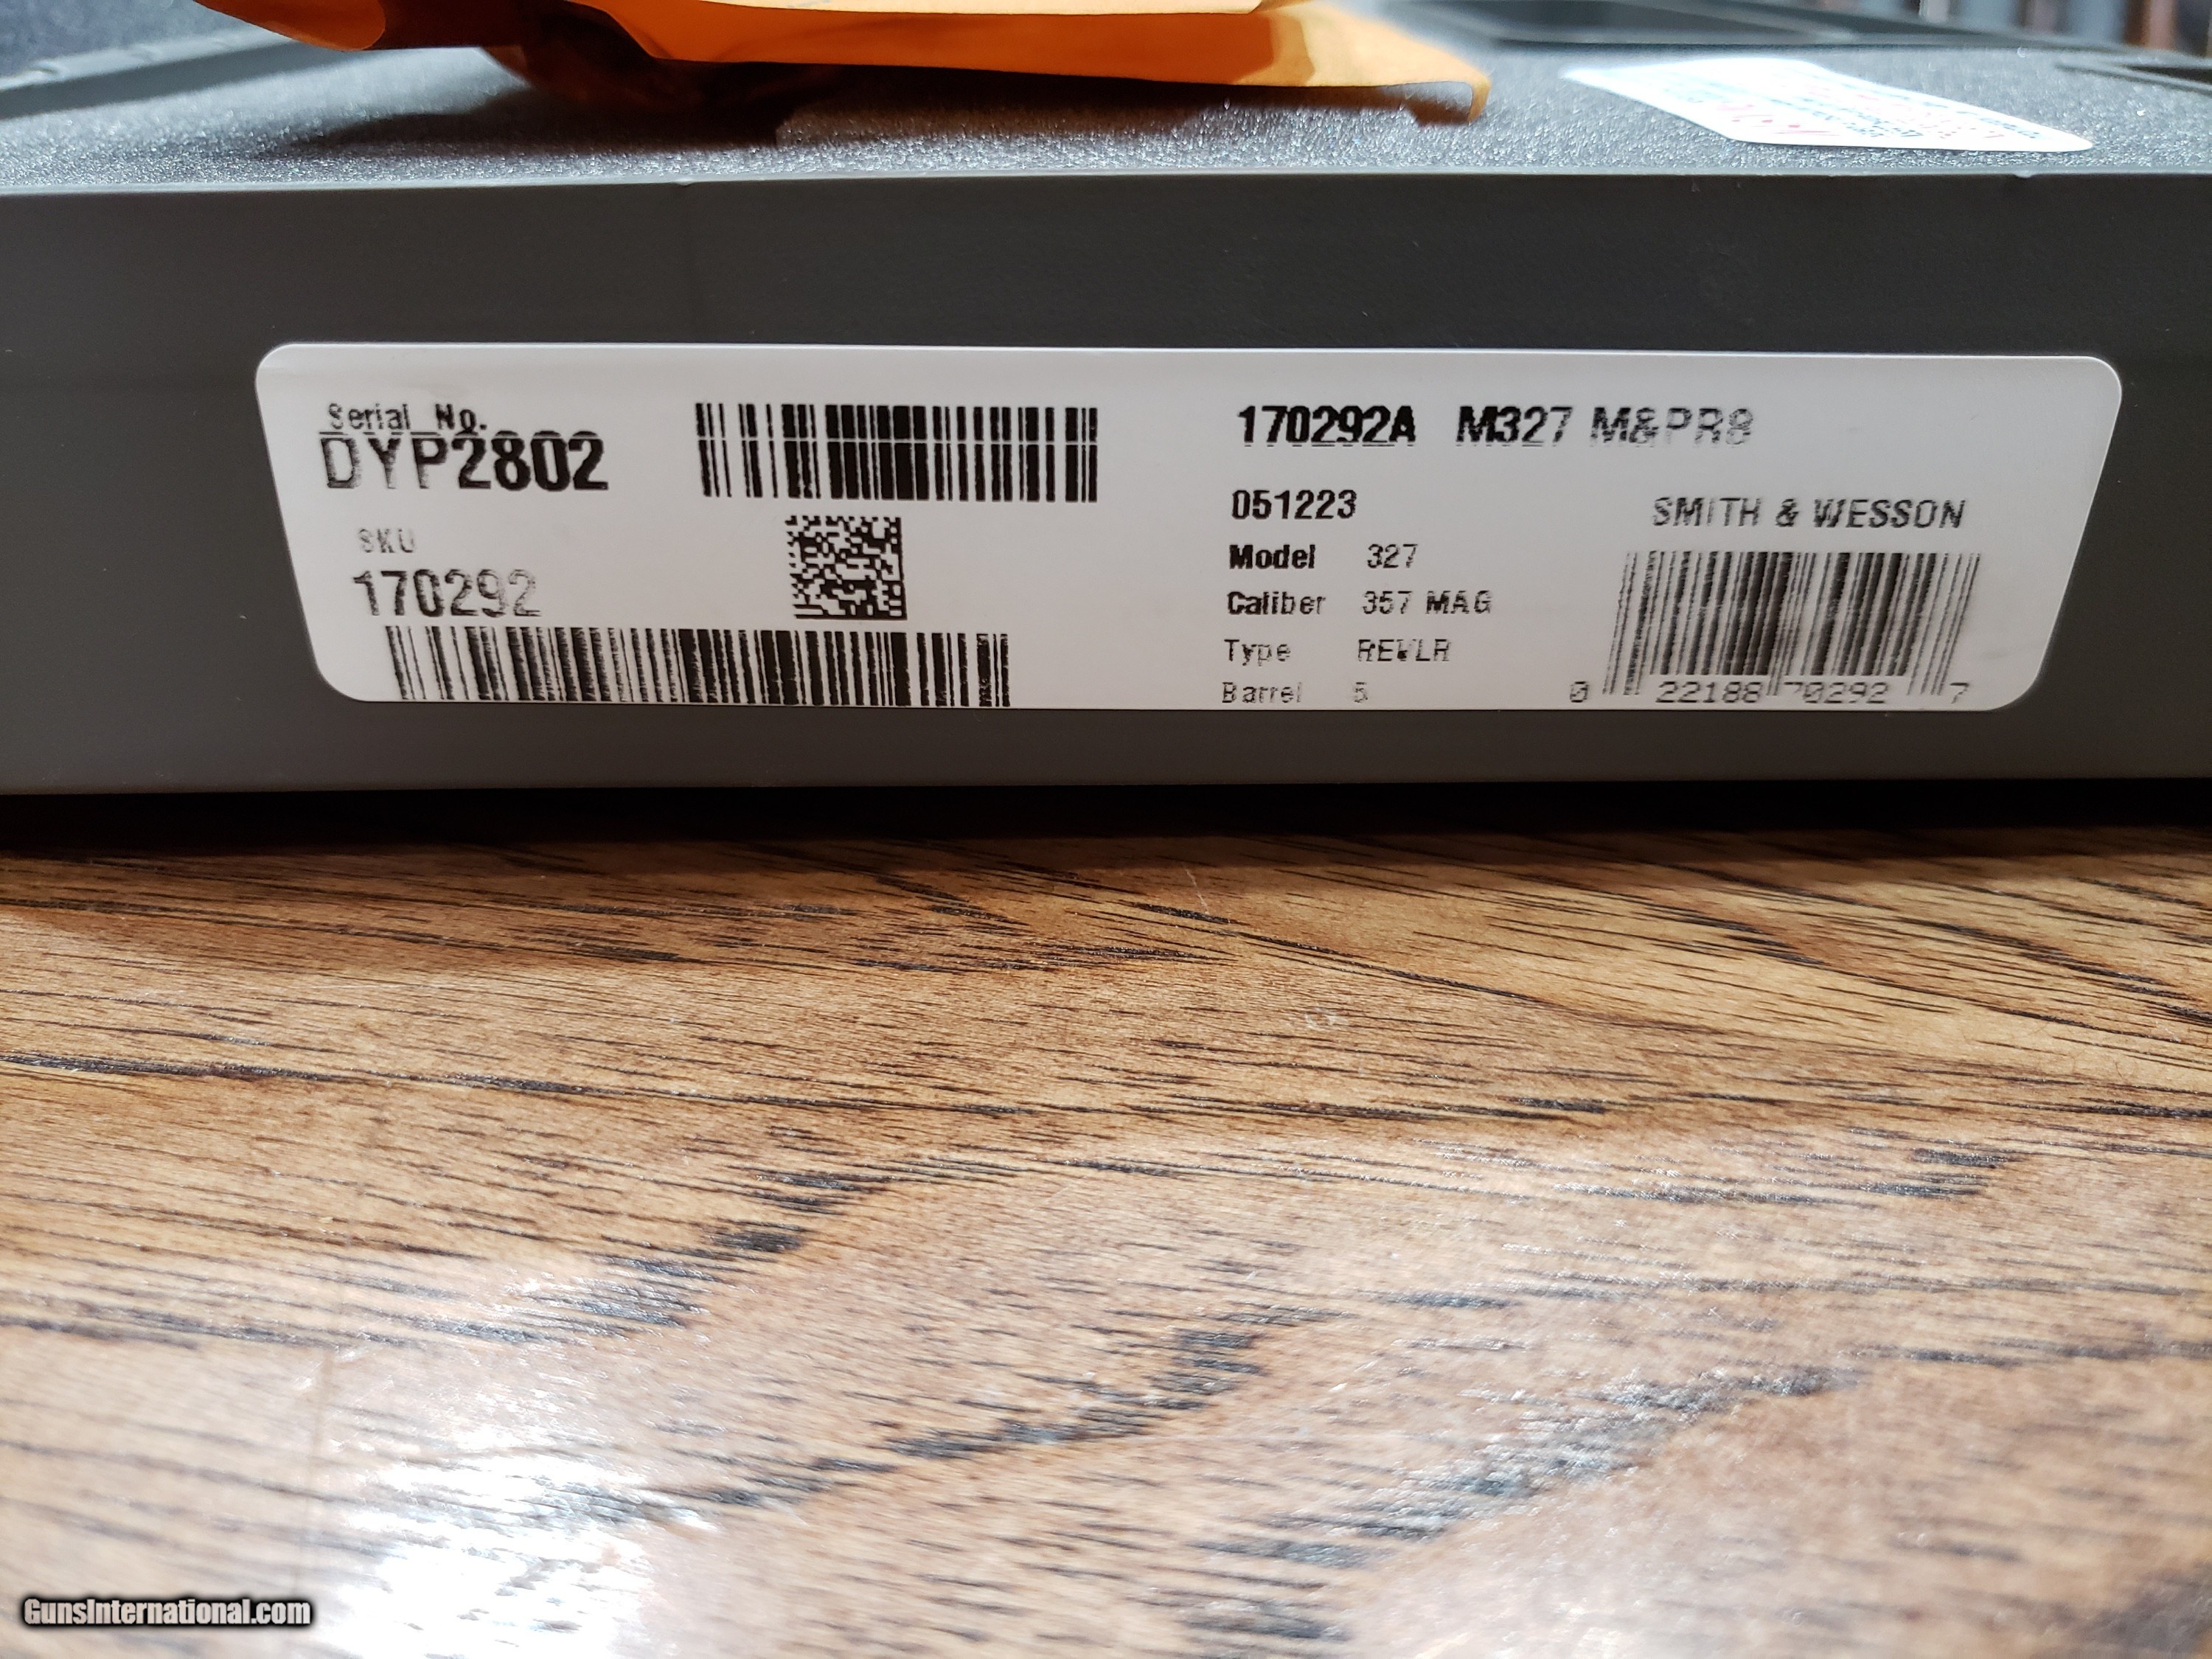 Serial No.
DYP2802
SKU
170292
170292A M327 M&PR8
051223
SMITH & WESSON
Model 327
Caliber 357 MAG
Type REVLR
Barrel 5
0 22188 70292 7
GunsInternational.com